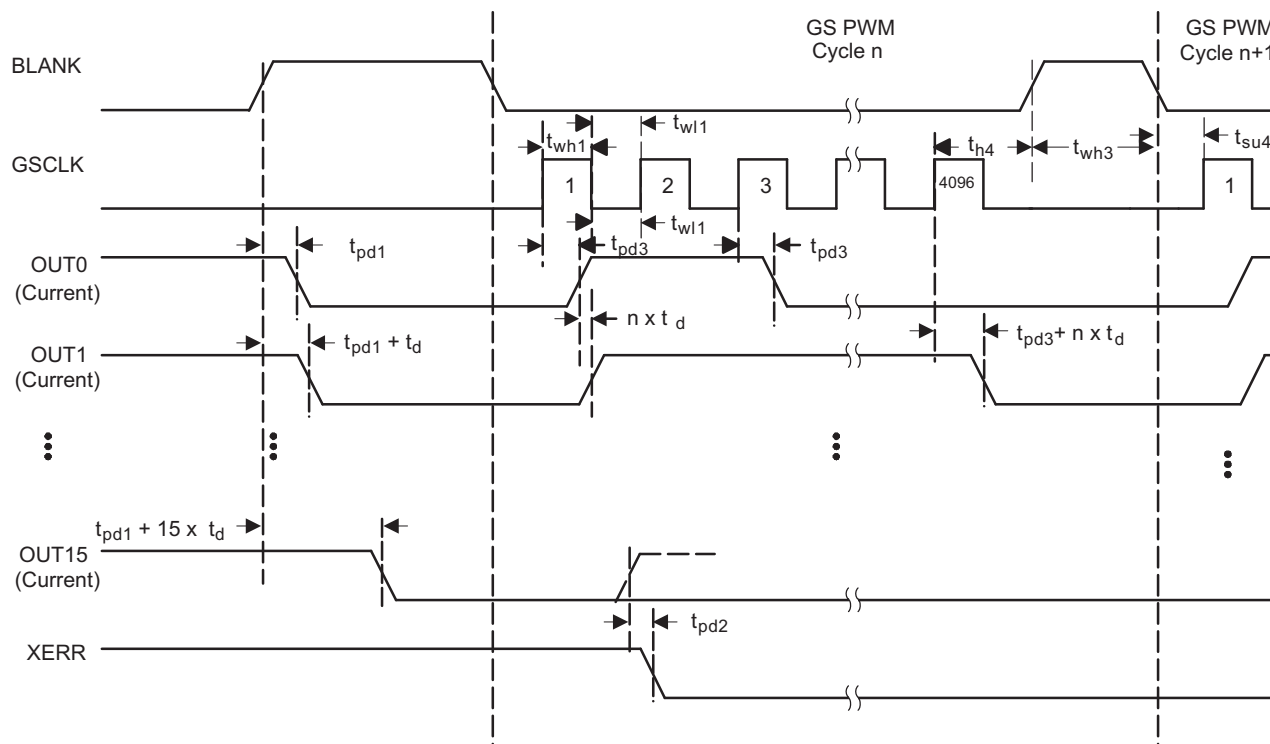 GS PWM
Cycle n
GS PWM
Cycle n+1
BLANK
t_wh1
t_wl1
t_h4
t_wh3
t_su4
GSCLK
1
2
3
4096
1
t_wl1
t_pd1
t_pd3
t_pd3
OUT0
(Current)
n x t_d
t_pd1 + t_d
t_pd3 + n x t_d
OUT1
(Current)
t_pd1 + 15 x t_d
OUT15
(Current)
t_pd2
XERR